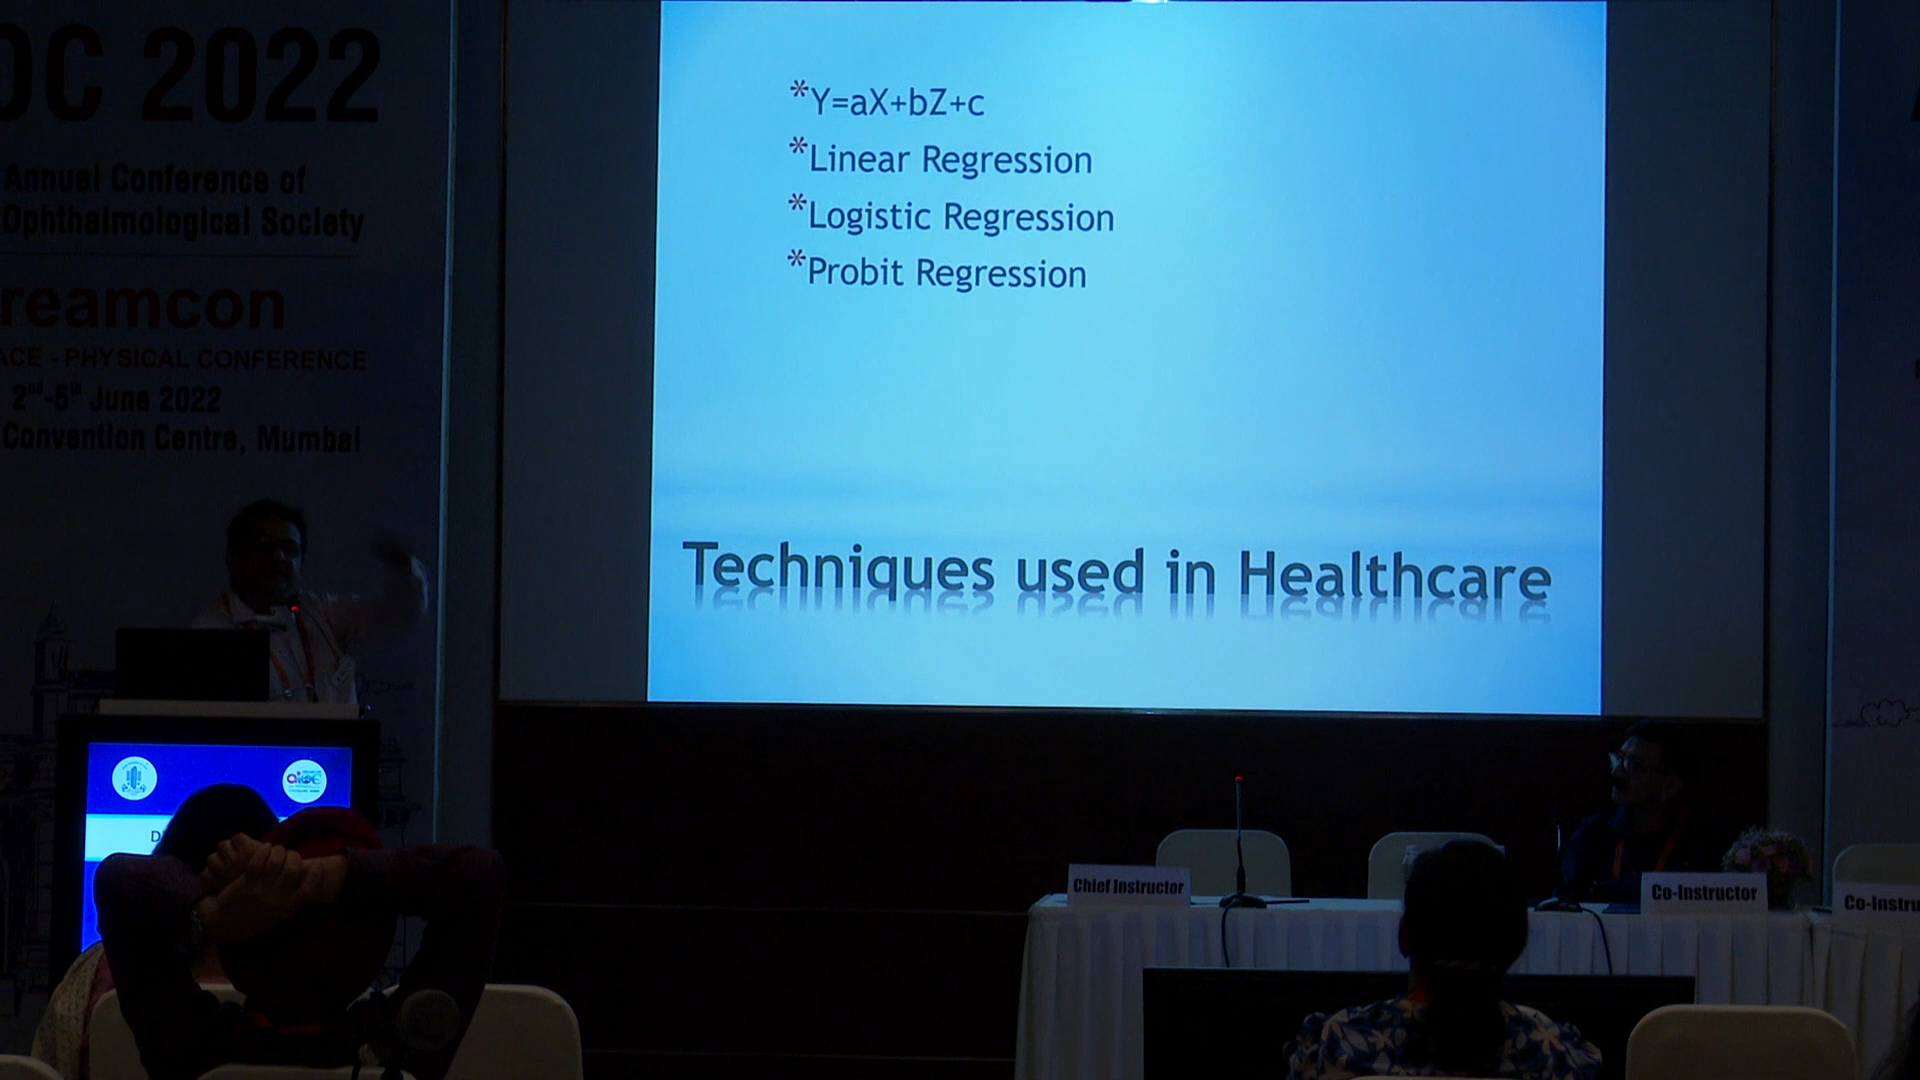 OC 2022
Annual Conference of
Ophthalmological Society
reamcon
ACE - PHYSICAL CONFERENCE
2nd-5th June 2022
Convention Centre, Mumbai
*Y=aX+bZ+c
*Linear Regression
*Logistic Regression
*Probit Regression
Techniques used in Healthcare
Chief Instructor
Co-Instructor
Co-Instru